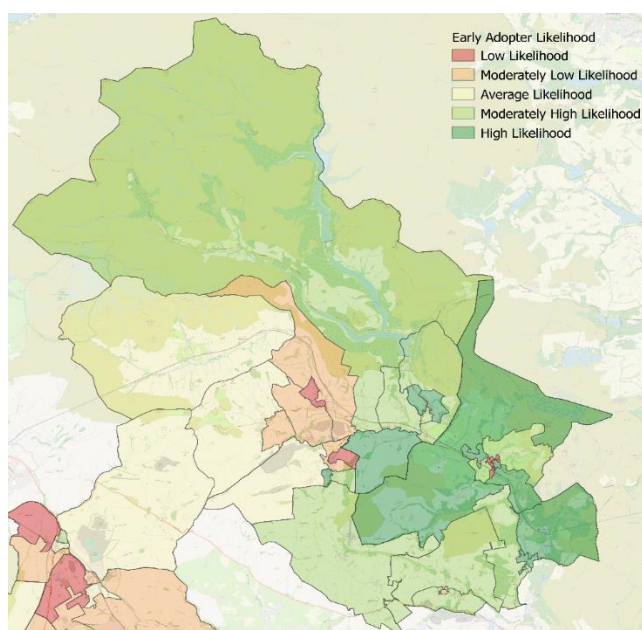 Early Adopter Likelihood
Low Likelihood
Moderately Low Likelihood
Average Likelihood
Moderately High Likelihood
High Likelihood